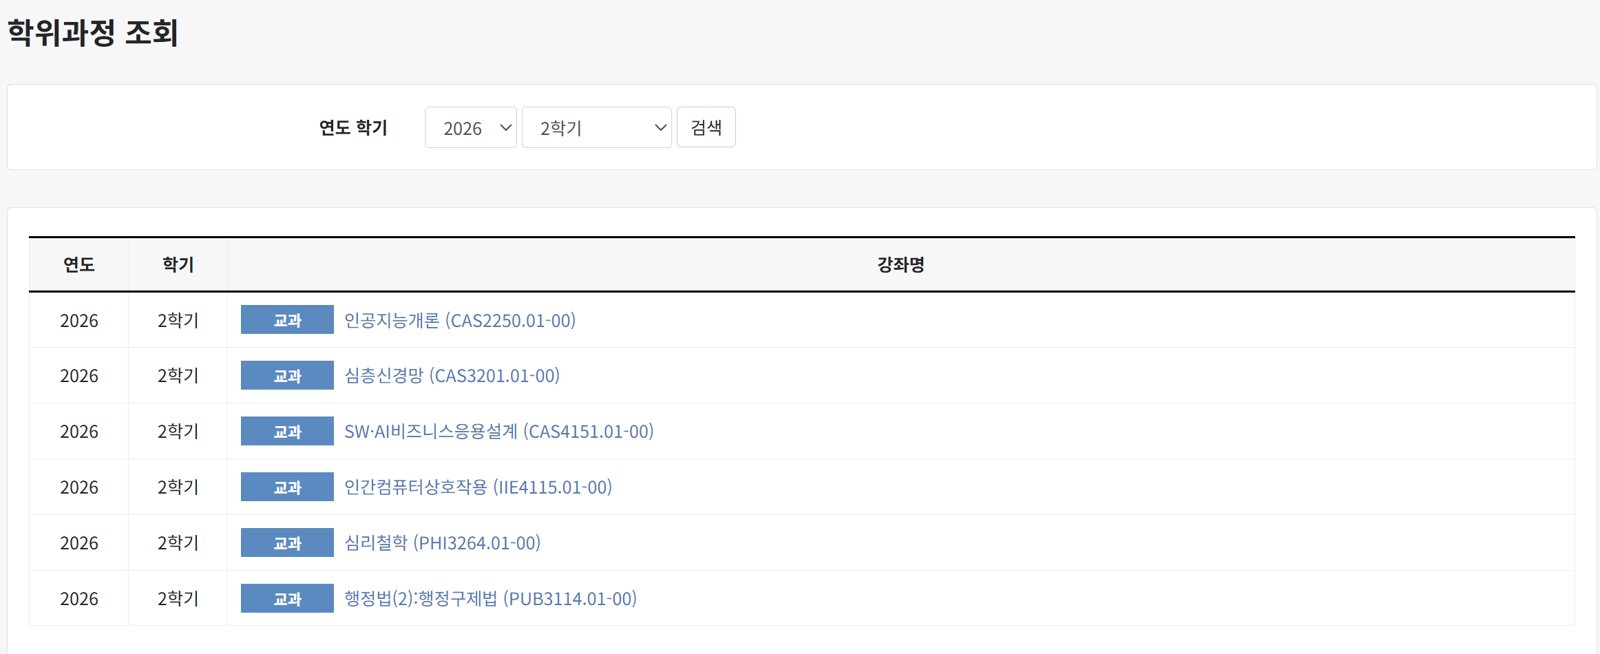 학위과정 조회
연도 학기 2026 2학기 검색
연도 학기 강좌명
2026 2학기 교과 인공지능개론 (CAS2250.01-00)
2026 2학기 교과 심층신경망 (CAS3201.01-00)
2026 2학기 교과 SW·AI비즈니스응용설계 (CAS4151.01-00)
2026 2학기 교과 인간컴퓨터상호작용 (IIE4115.01-00)
2026 2학기 교과 심리철학 (PHI3264.01-00)
2026 2학기 교과 행정법(2):행정구제법 (PUB3114.01-00)